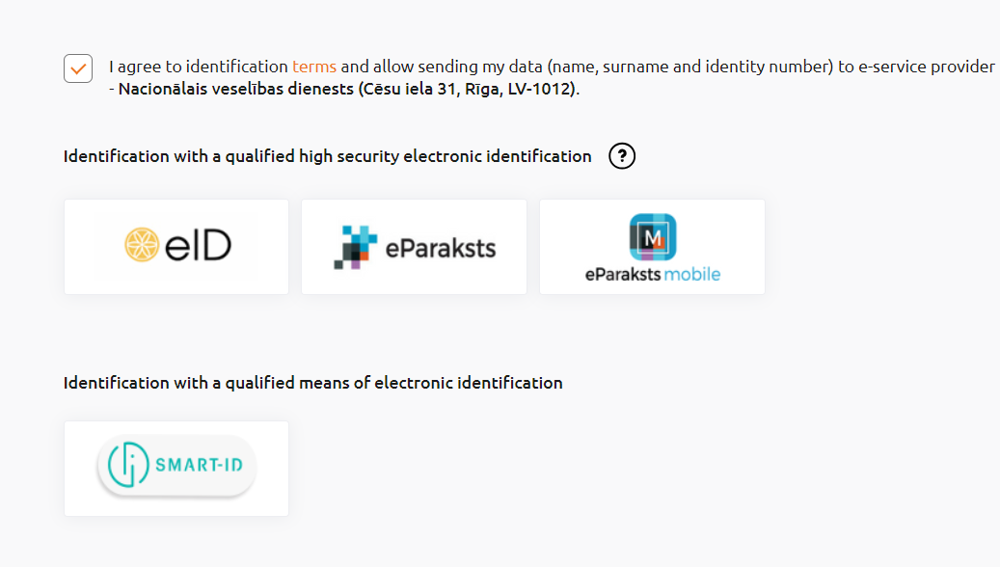 I agree to identification terms and allow sending my data (name, surname and identity number) to e-service provider
- Nacionālais veselības dienests (Cēsu iela 31, Rīga, LV-1012).
Identification with a qualified high security electronic identification ?
eID
eParaksts
M
eParaksts mobile
Identification with a qualified means of electronic identification
SMART-ID